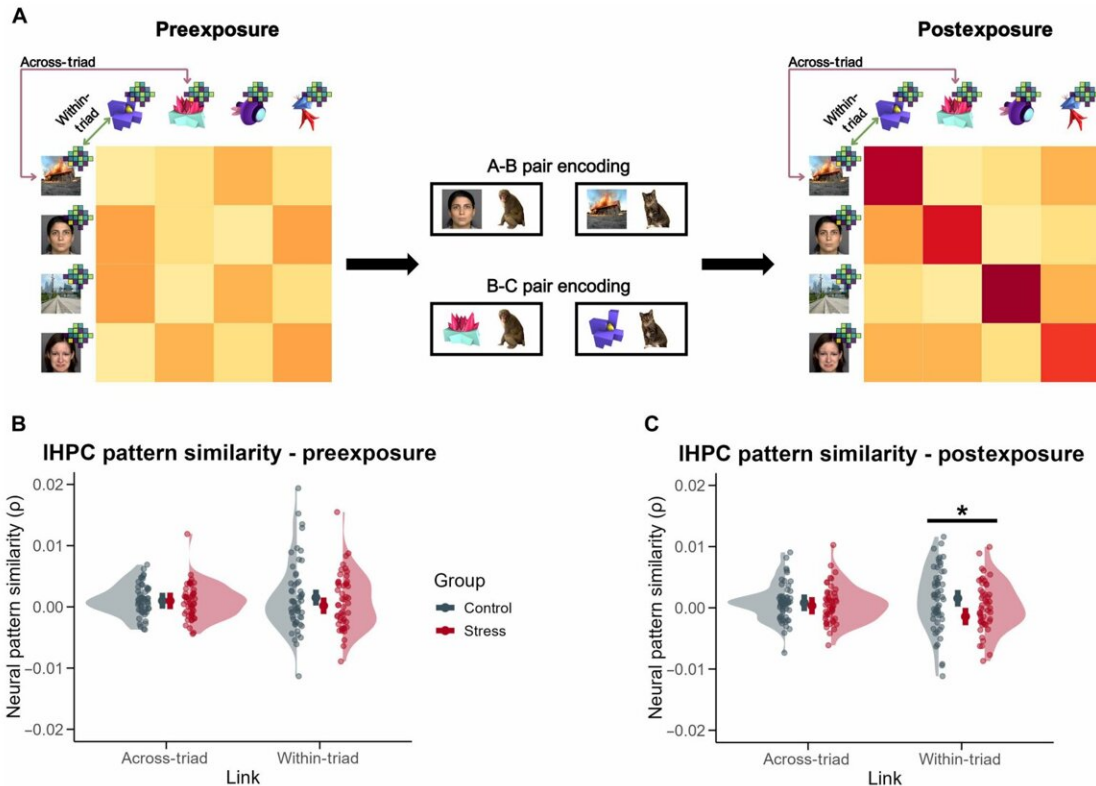 A
Preexposure
Postexposure
Across-triad
Within-
triad
A-B pair encoding
B-C pair encoding
Across-triad
Within-
triad
B
lHPC pattern similarity - preexposure
Neural pattern similarity (ρ)
0.02
0.01
0.00
−0.01
−0.02
Across-triad
Within-triad
Link
Group
Control
Stress
C
lHPC pattern similarity - postexposure
Neural pattern similarity (ρ)
0.02
0.01
0.00
−0.01
−0.02
*
Across-triad
Within-triad
Link